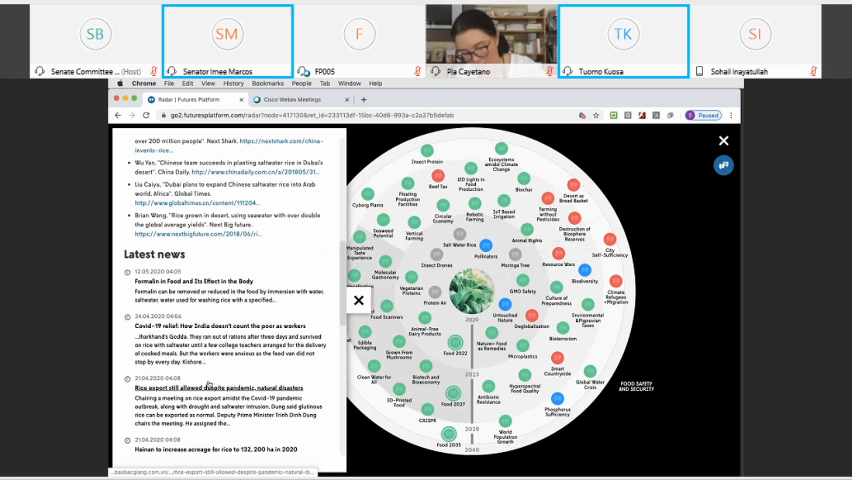 SB
SM
F
TK
SI
Senate Committee ... (Host)
Senator Imee Marcos
FP005
Pia Cayetano
Tuomo Kuosa
Sohail inayatullah
Chrome File Edit View History Bookmarks People Tab Window Help
Radar | Futures Platform
Cisco Webex Meetings
go2.futuresplatform.com/radar?node=417130&ret_id=233113df-15bc-40d6-993a-c2a37b5defab
Paused
over 200 million people". Next Shark. https://nextshark.com/china-
invents-rice...
Wu Yan, "Chinese team succeeds in planting saltwater rice in Dubai's
desert". China Daily. http://www.chinadaily.com.cn/a/201805/31...
Liu Caiyu, "Dubai plans to expand Chinese saltwater rice into Arab
world, Africa". Global Times.
http://www.globaltimes.cn/content/111204...
Brian Wang, "Rice grown in desert, using seawater with over double
the global average yields". Next Big future.
https://www.nextbigfuture.com/2018/06/ri...
Latest news
12.05.2020 04:05
Formalin in Food and Its Effect in the Body
Formalin can be removed or reduced in the food by immersion with water,
saltwater, water used for washing rice with a specified...
24.04.2020 04:06
Covid-19 relief: How India doesn't count the poor as workers
...Jharkhand's Godda. They ran out of rations after three days and survived
on rice with saltwater until a few college teachers arranged for the delivery
of cooked meals. But the workers were anxious as the food van did not
stop by every day. Kishore...
21.04.2020 04:08
Rice export still allowed despite pandemic, natural disasters
Chairing a meeting on rice export amidst the Covid-19 pandemic
outbreak, along with drought and saltwater intrusion, Dung said glutinous
rice can be exported as normal. Deputy Prime Minister Trinh Dinh Dung
chairs the meeting. He assigned the...
21.04.2020 04:08
Hainan to increase acreage for rice to 132, 200 ha in 2020
Insect Protein
Ecosystems
amidst Climate
Change
Beef Tax
LED Lights in
Food
Production
Biochar
Desert as
Bread Basket
Cyborg Plants
Floating
Production
Facilities
Circular
Economy
Robotic
Farming
IoT Based
Irrigation
Farming
without
Pesticides
Seaweed
Potential
Vertical
Farming
Salt Water Rice
Pollinators
Animal Rights
Destruction of
Biosphere
Reserves
City
Self-Sufficiency
Manipulated
Taste
Experience
Molecular
Gastronomy
Insect Drones
Moringa Tree
Resource Wars
Biodiversity
Climate
Refugees
+Migration
Food Scanners
Vegetarian
Proteins
Protein Air
GMO Safety
Culture of
Preparedness
Untouched
Nature
Deglobalisation
Environmental
&Pigouvian
Taxes
2020
Edible
Packaging
Animal-Free
Dairy Products
Food 2022
Nature+ Food
as Remedies
Bioterrorism
Grown From
Mushrooms
Microplastics
Smart
Countryside
Clean Water for
All
Biotech and
Bioeconomy
2023
Hyperspectral
Food Quality
Global Water
Crisis
3D-Printed
Food
Food 2027
Antibiotic
Resistance
Phosphorus
Sufficiency
CRISPR
2028
World
Population
Growth
Food 2035
2040
FOOD SAFETY
AND SECURITY